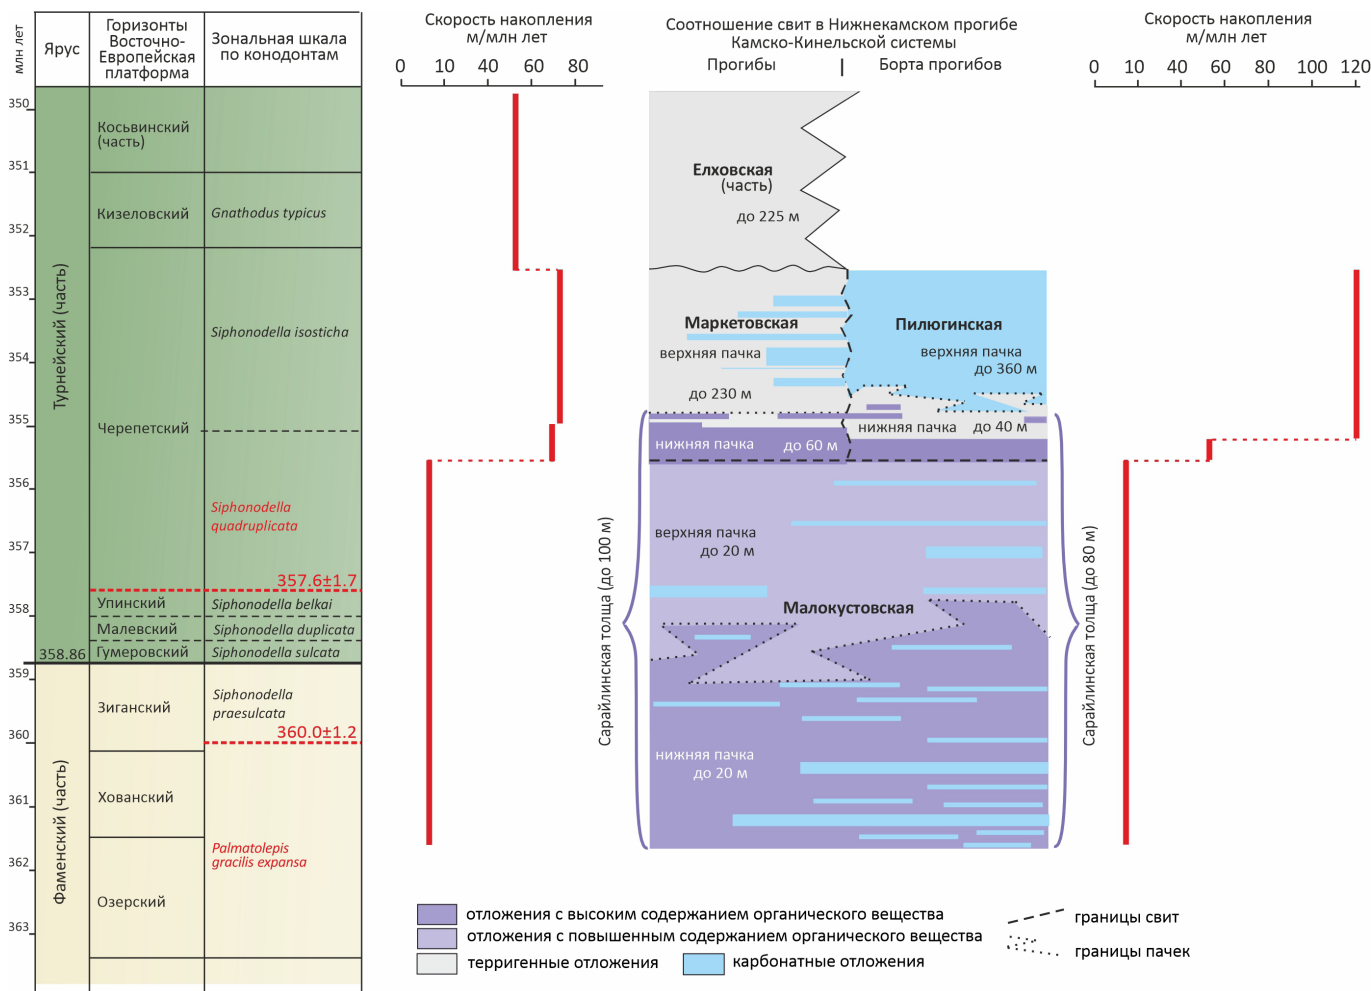 млн лет
Ярус
Горизонты
Восточно-
Европейская
платформа
Зональная шкала
по конодонтам
350
351
352
353
354
355
356
357
358
358.86
359
360
361
362
363
Турнейский (часть)
Фаменский (часть)
Косьвинский
(часть)
Кизеловский
Черепетский
Упинский
Малевский
Гумеровский
Зиганский
Хованский
Озерский
Gnathodus typicus
Siphonodella isosticha
Siphonodella
quadruplicata
357.6±1.7
Siphonodella belkai
Siphonodella duplicata
Siphonodella sulcata
Siphonodella
praesulcata
360.0±1.2
Palmatolepis
gracilis expansa
Скорость накопления
м/млн лет
0 20 40 60 80
Соотношение свит в Нижнекамском прогибе
Камско-Кинельской системы
Прогибы | Борта прогибов
Скорость накопления
м/млн лет
0 10 20 60 80 100 120
Елховская
(часть)
до 225 м
Маркетовская
верхняя пачка
до 230 м
Пилюгинская
верхняя пачка
до 360 м
нижняя пачка до 60 м
нижняя пачка до 40 м
верхняя пачка
до 20 м
Малокустовская
нижняя пачка
до 20 м
Сарайлинская толща (до 100 м)
Сарайлинская толща (до 80 м)
отложения с высоким содержанием органического вещества
отложения с повышенным содержанием органического вещества
терригенные отложения
карбонатные отложения
границы свит
границы пачек